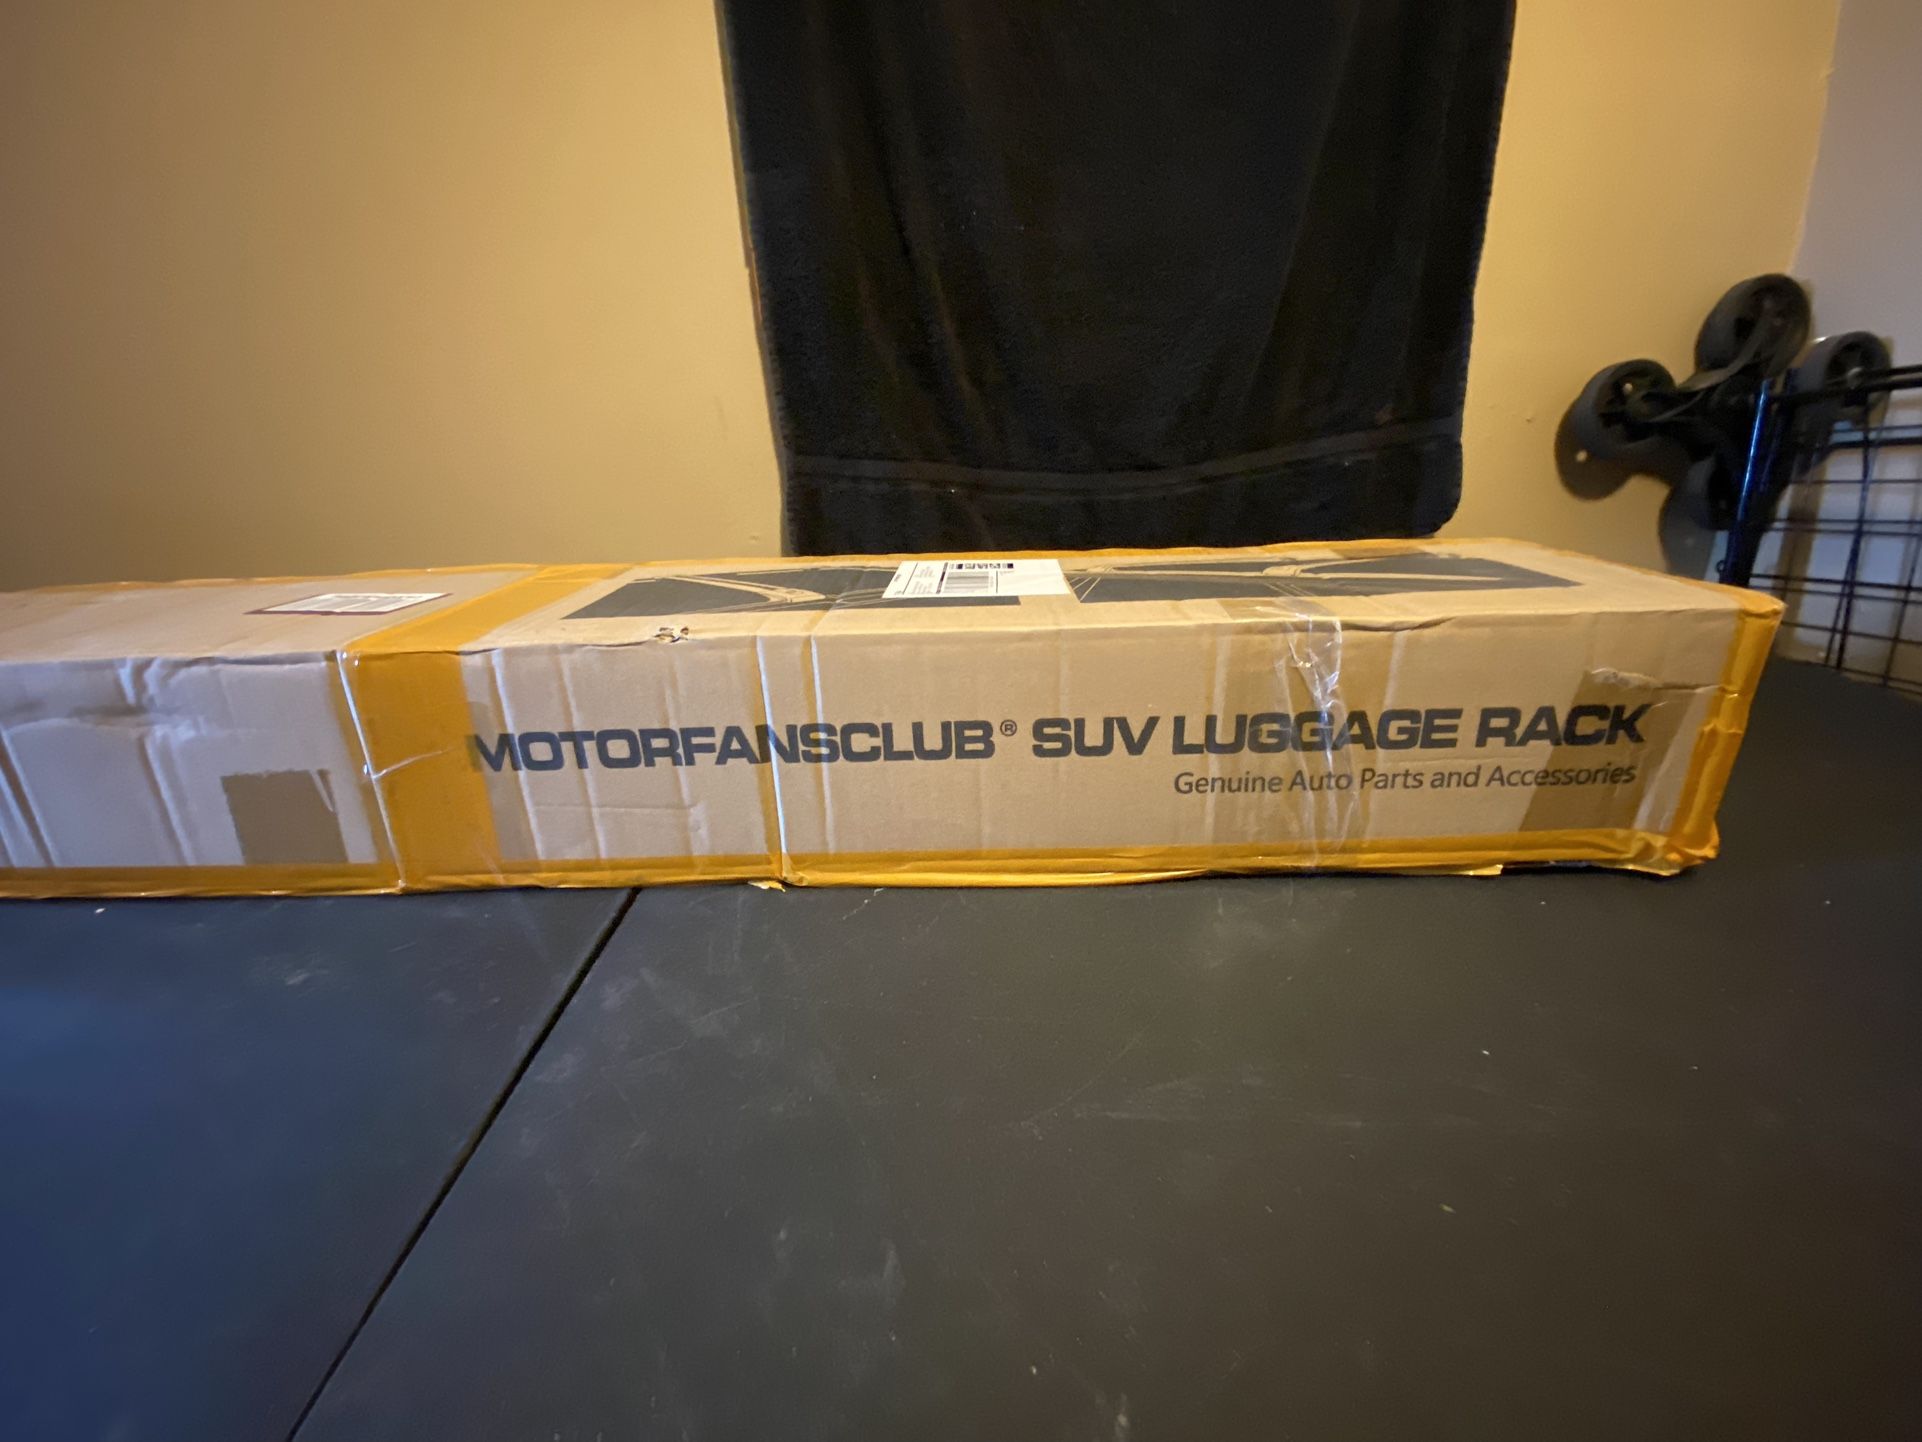 MOTORFANSCLUB® SUV LUGGAGE RACK
Genuine Auto Parts and Accessories